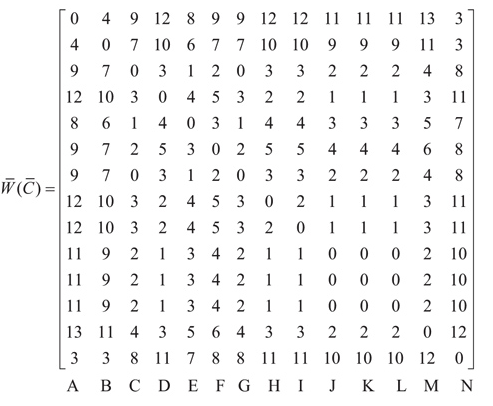 0 4 9 12 8 9 9 12 12 11 11 11 13 3
4 0 7 10 6 7 7 10 10 9 9 9 11 3
9 7 0 3 1 2 0 3 3 2 2 2 4 8
12 10 3 0 4 5 3 2 2 1 1 1 3 11
8 6 1 4 0 3 1 4 4 3 3 3 5 7
9 7 2 5 3 0 2 5 5 4 4 4 6 8
9 7 0 3 1 2 0 3 3 2 2 2 4 8
W̅(C̅)=
12 10 3 2 4 5 3 0 2 1 1 1 3 11
12 10 3 2 4 5 3 2 0 1 1 1 3 11
11 9 2 1 3 4 2 1 1 0 0 0 2 10
11 9 2 1 3 4 2 1 1 0 0 0 2 10
11 9 2 1 3 4 2 1 1 0 0 0 2 10
13 11 4 3 5 6 4 3 3 2 2 2 0 12
3 3 8 11 7 8 8 11 11 10 10 10 12 0
A B C D E F G H I J K L M N